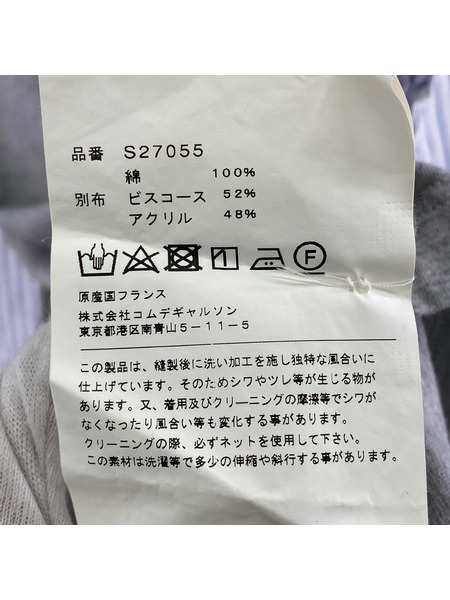 品番 S27055
綿 100%
別布 ビスコース 52%
アクリル 48%
F
原産国フランス
株式会社コムデギャルソン
東京都港区南青山5-11-5
この製品は、縫製後に洗い加工を施し独特な風合いに
仕上げています。そのためシワやツレ等が生じる物が
あります。又、着用及びクリーニングの摩擦等でシワが
なくなったり風合い等も変化する事があります。
クリーニングの際、必ずネットを使用して下さい。
この素材は洗濯等で多少の伸縮や斜行する事があります。